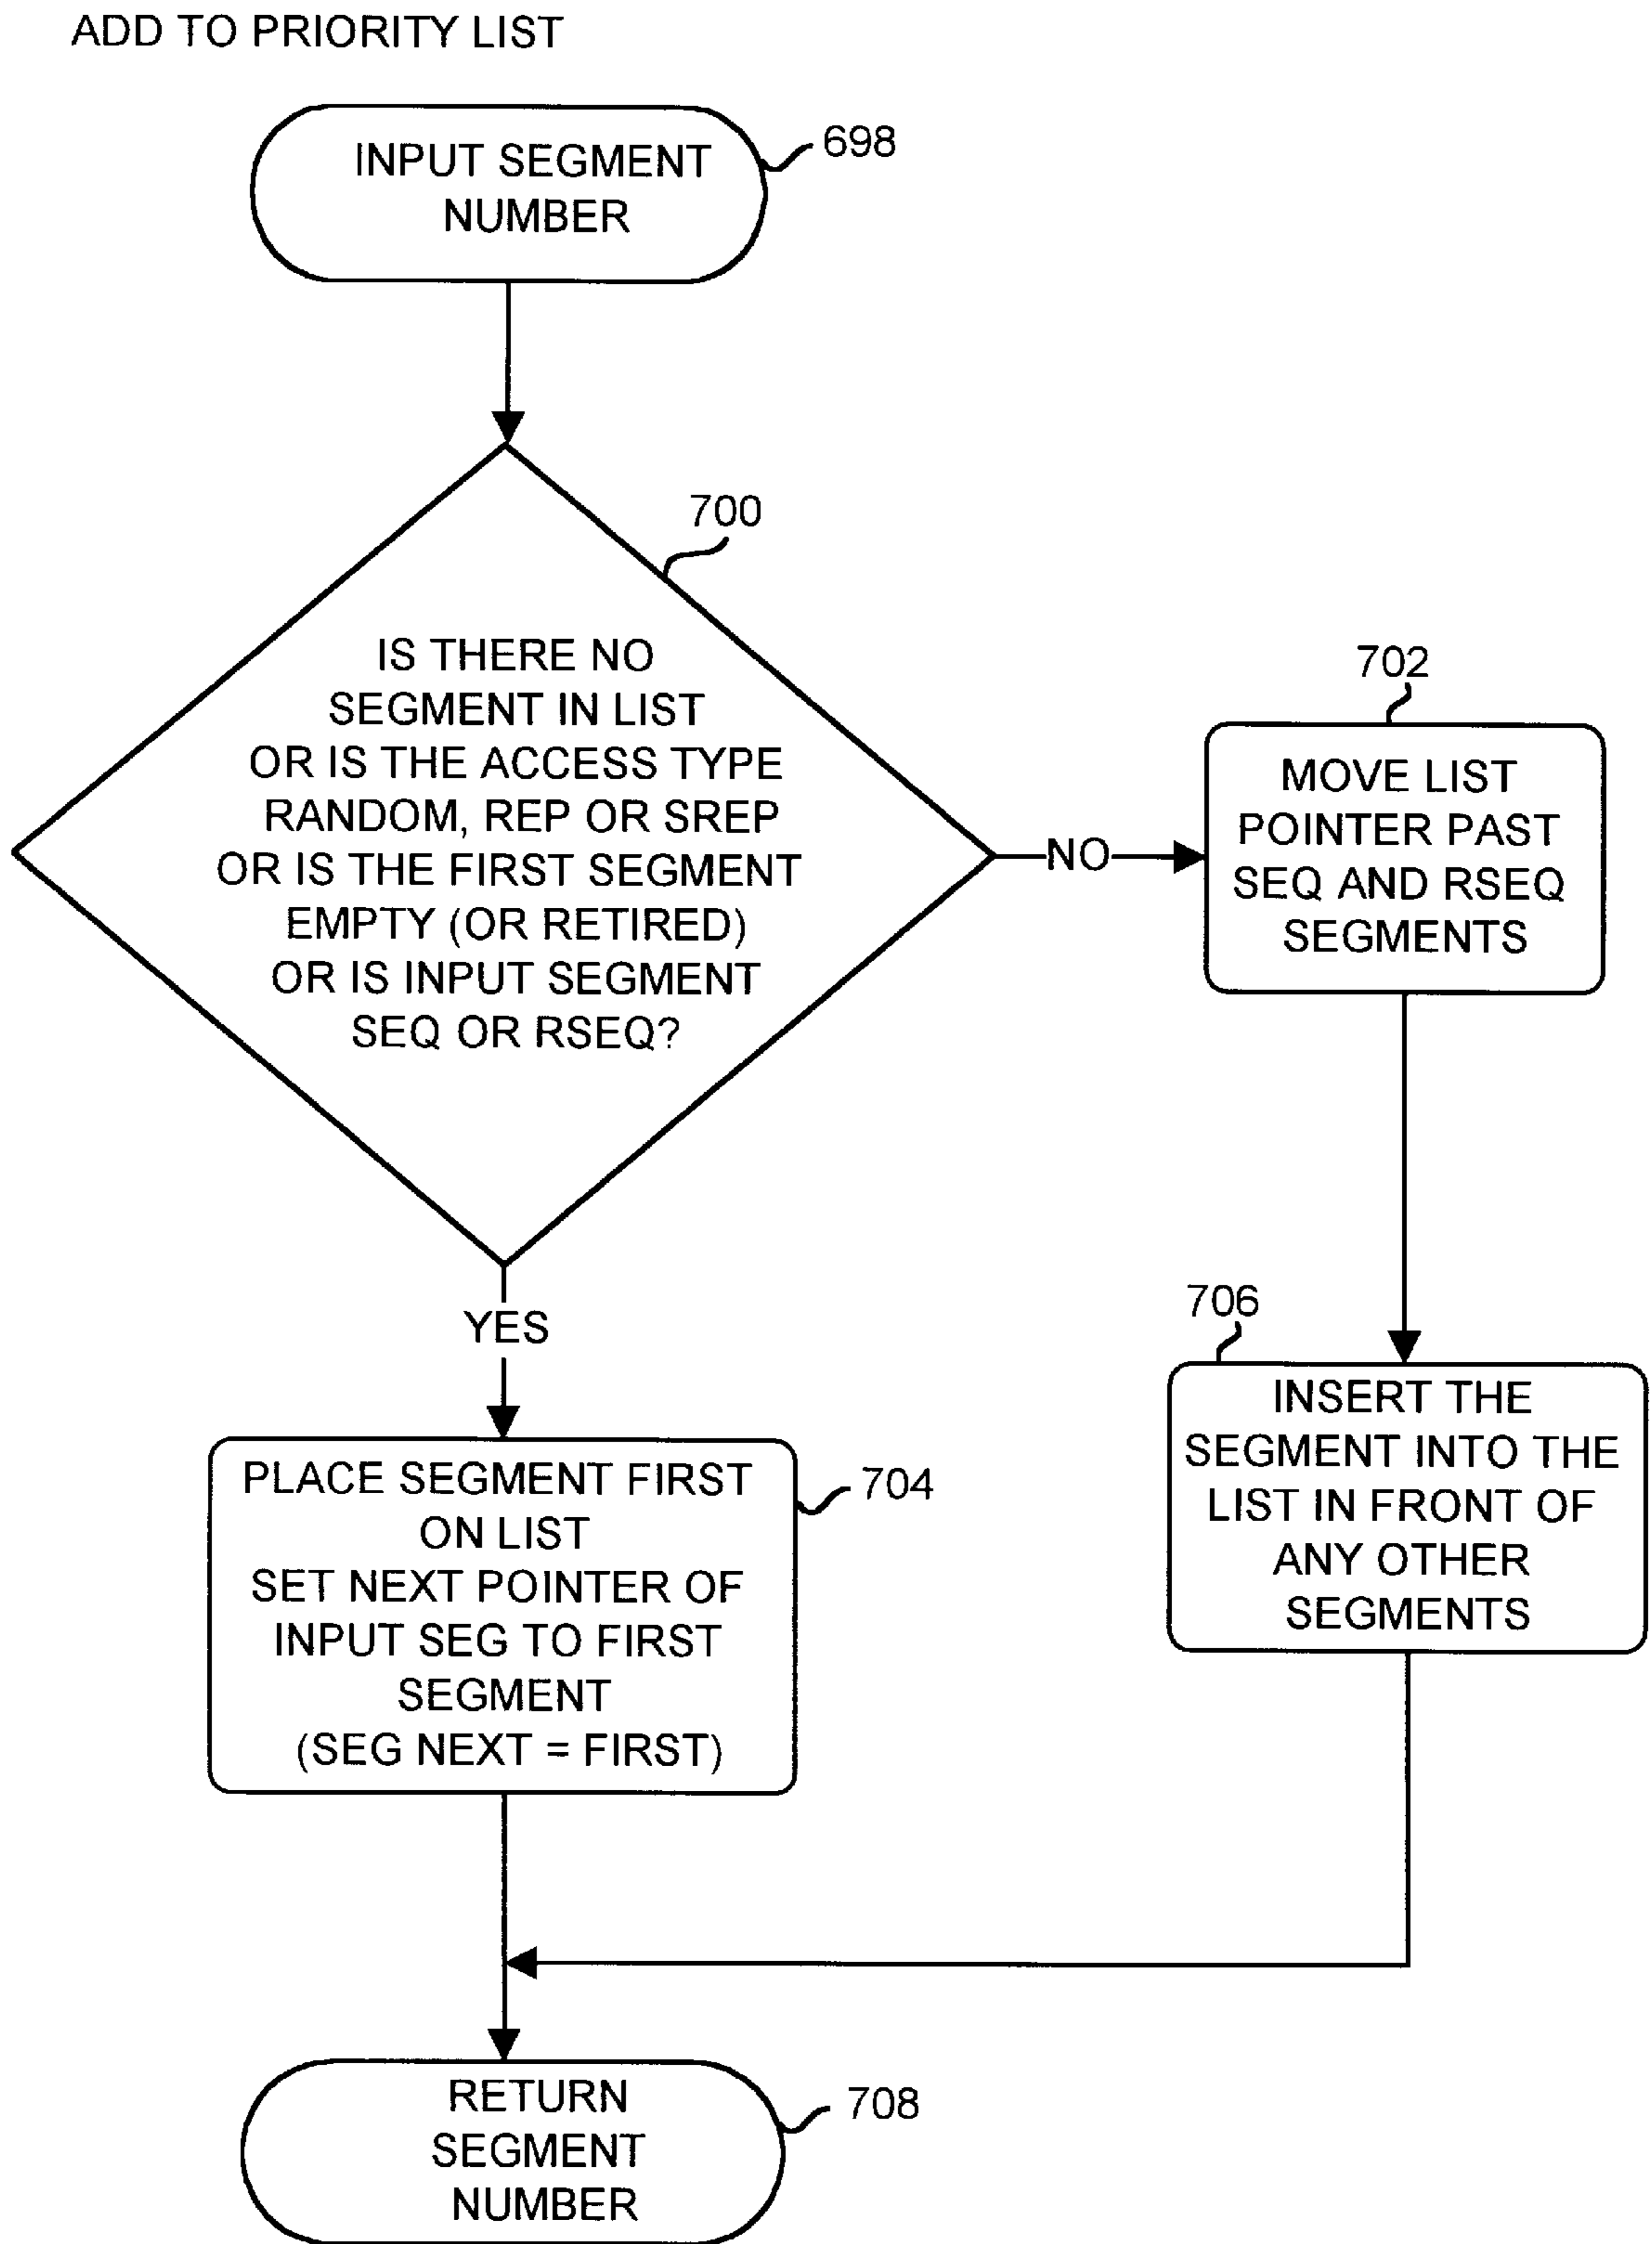 ADD TO PRIORITY LIST
INPUT SEGMENT
NUMBER
698
700
IS THERE NO
SEGMENT IN LIST
OR IS THE ACCESS TYPE
RANDOM, REP OR SREP
OR IS THE FIRST SEGMENT
EMPTY (OR RETIRED)
OR IS INPUT SEGMENT
SEQ OR RSEQ?
NO
702
MOVE LIST
POINTER PAST
SEQ AND RSEQ
SEGMENTS
YES
706
INSERT THE
SEGMENT INTO THE
LIST IN FRONT OF
ANY OTHER
SEGMENTS
PLACE SEGMENT FIRST
ON LIST
SET NEXT POINTER OF
INPUT SEG TO FIRST
SEGMENT
(SEG NEXT = FIRST)
704
RETURN
SEGMENT
NUMBER
708